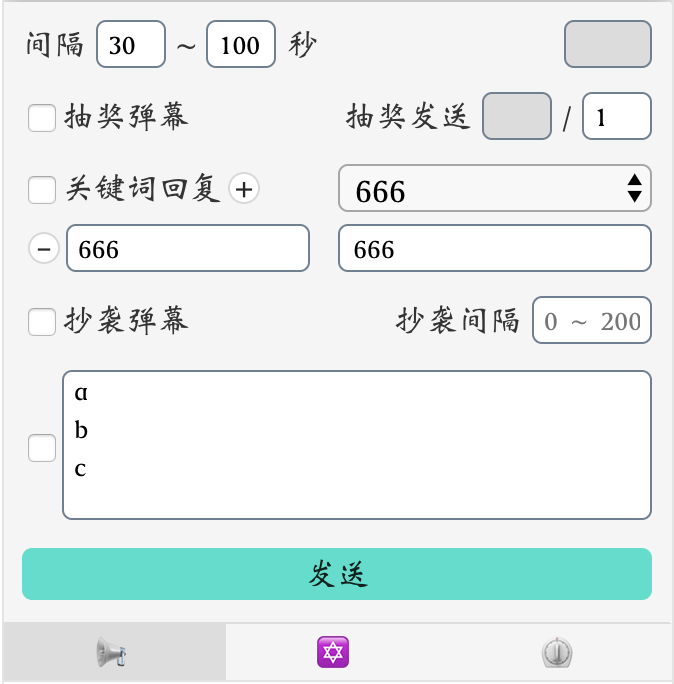 间隔 30 ~ 100 秒
抽奖弹幕 抽奖发送 / 1
关键词回复 + 666
− 666 666
抄袭弹幕 抄袭间隔 0 ~ 200
a
b
c
发送